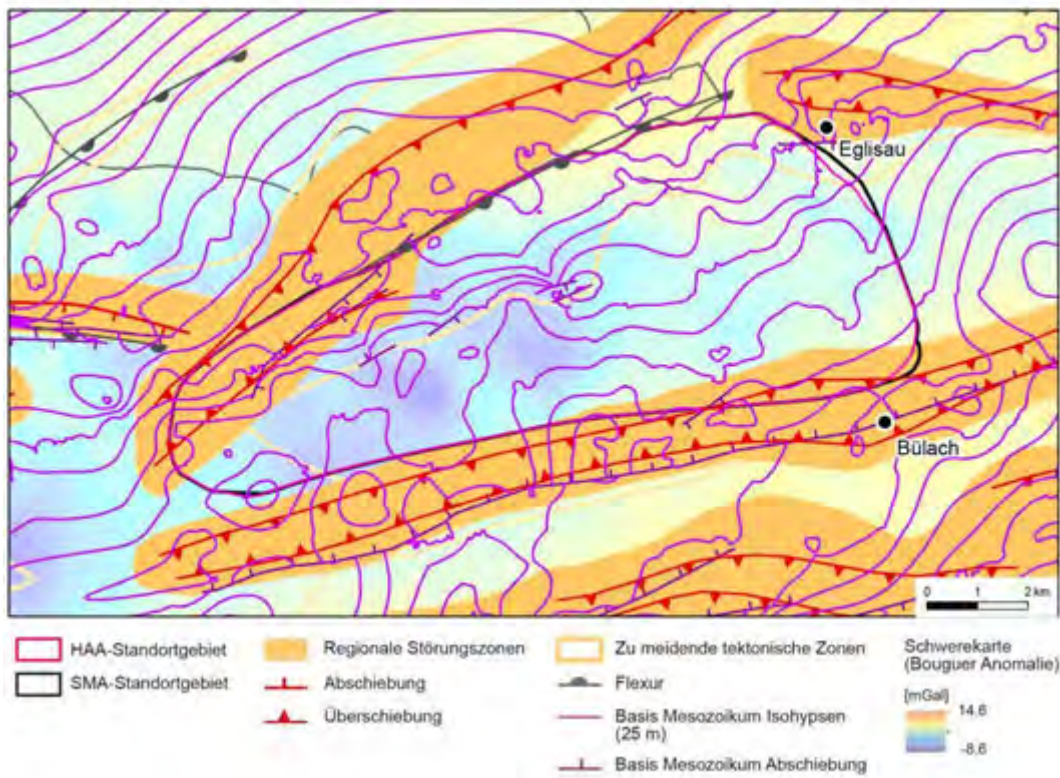 Eglisau
Bülach
0 1 2 km
HAA-Standortgebiet
SMA-Standortgebiet
Regionale Störungszonen
Abschiebung
Überschiebung
Zu meidende tektonische Zonen
Flexur
Basis Mesozoikum Isohypsen
(25 m)
Basis Mesozoikum Abschiebung
Schwerekarte
(Bouguer Anomalie)
[mGal]
14.6
-8.6